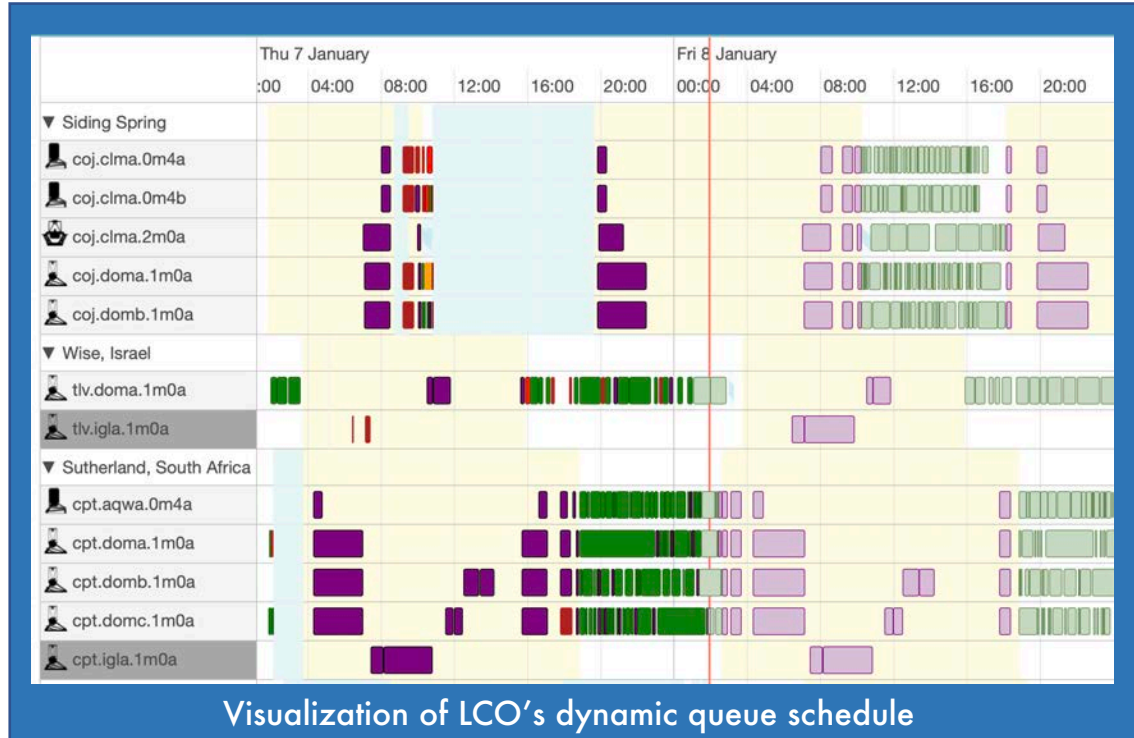 Thu 7 January Fri 8 January
:00 04:00 08:00 12:00 16:00 20:00 00:00 04:00 08:00 12:00 16:00 20:00
▼ Siding Spring
coj.clma.0m4a
coj.clma.0m4b
coj.clma.2m0a
coj.doma.1m0a
coj.domb.1m0a
▼ Wise, Israel
tlv.doma.1m0a
tlv.igla.1m0a
▼ Sutherland, South Africa
cpt.aqwa.0m4a
cpt.doma.1m0a
cpt.domb.1m0a
cpt.domc.1m0a
cpt.igla.1m0a
Visualization of LCO's dynamic queue schedule